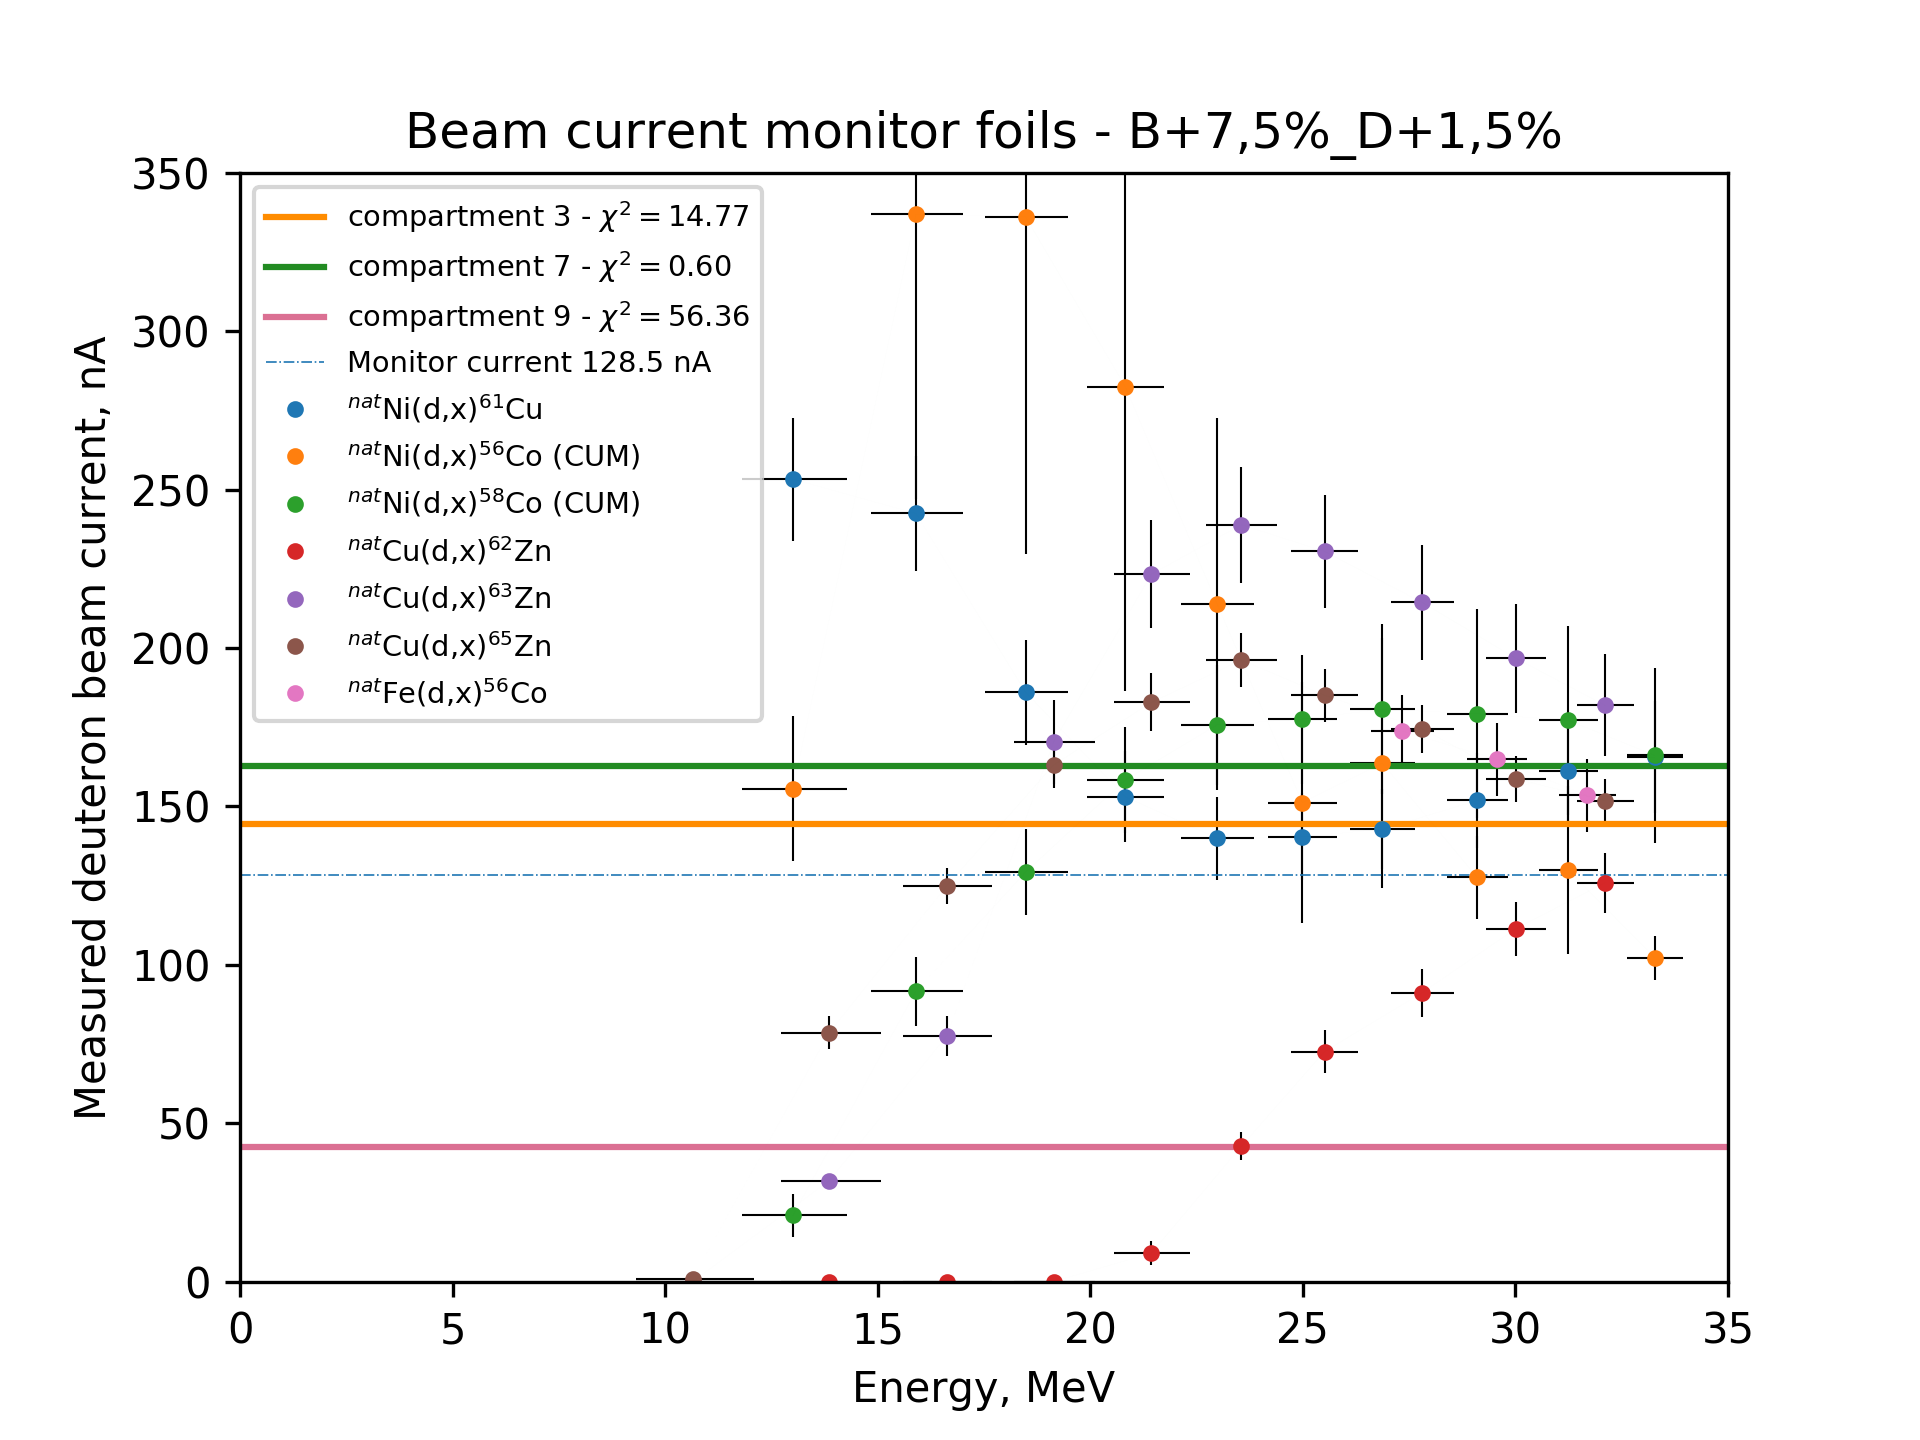 Beam current monitor foils - B+7,5%_D+1,5%
Measured deuteron beam current, nA
350
300
250
200
150
100
50
0
compartment 3 - χ² = 14.77
compartment 7 - χ² = 0.60
compartment 9 - χ² = 56.36
Monitor current 128.5 nA
ⁿᵃᵗNi(d,x)⁶¹Cu
ⁿᵃᵗNi(d,x)⁵⁶Co (CUM)
ⁿᵃᵗNi(d,x)⁵⁸Co (CUM)
ⁿᵃᵗCu(d,x)⁶²Zn
ⁿᵃᵗCu(d,x)⁶³Zn
ⁿᵃᵗCu(d,x)⁶⁵Zn
ⁿᵃᵗFe(d,x)⁵⁶Co
0 5 10 15 20 25 30 35
Energy, MeV